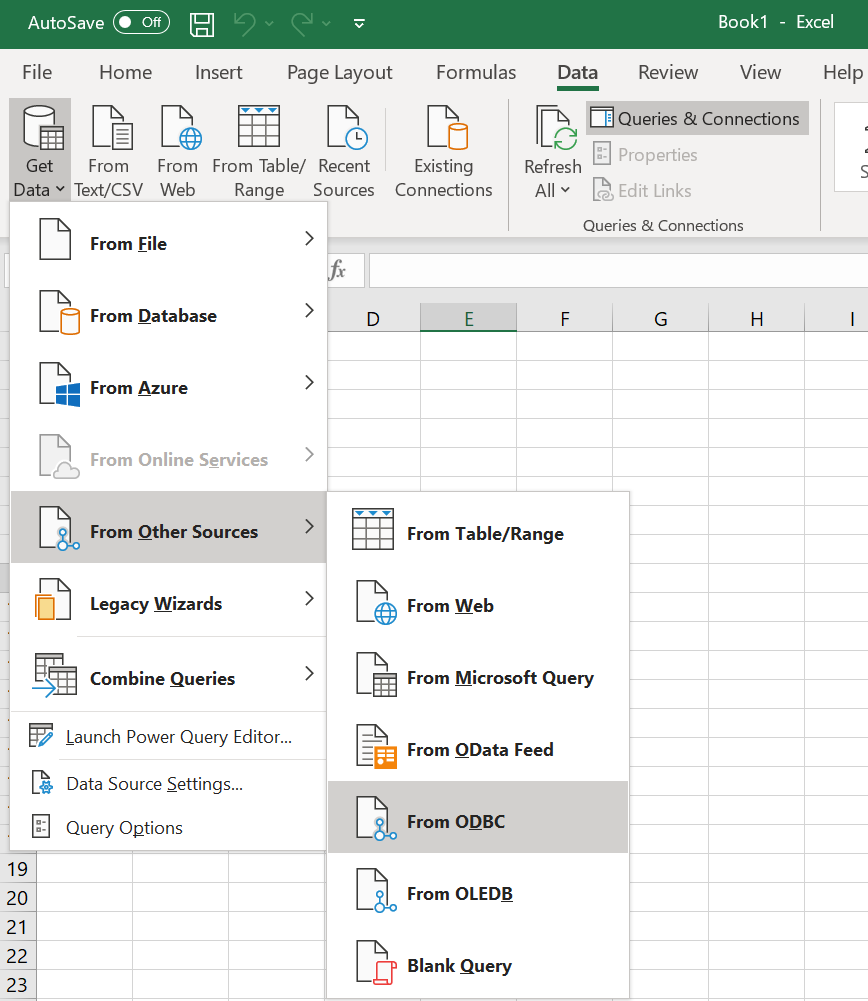 AutoSave Off
Book1 - Excel
File Home Insert Page Layout Formulas Data Review View Help
Get Data
From Text/CSV
From Web
From Table/ Range
Recent Sources
Existing Connections
Refresh All
Queries & Connections
Properties
Edit Links
Queries & Connections
From File
From Database
From Azure
From Online Services
From Other Sources
Legacy Wizards
Combine Queries
Launch Power Query Editor...
Data Source Settings...
Query Options
fx
D E F G H I
From Table/Range
From Web
From Microsoft Query
From OData Feed
From ODBC
From OLEDB
Blank Query
19
20
21
22
23